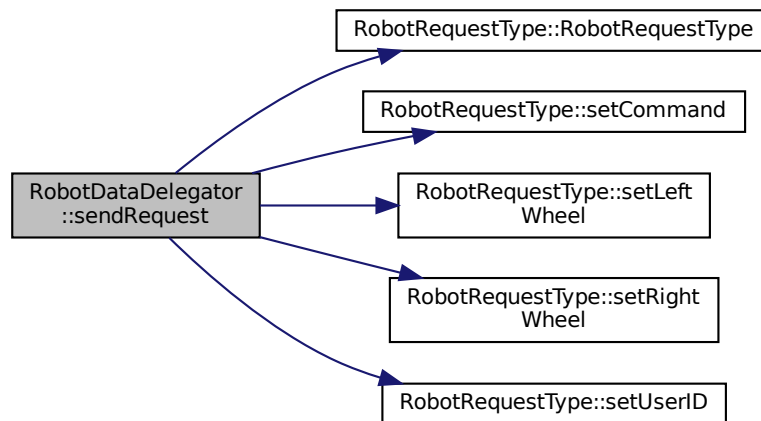 RobotRequestType::RobotRequestType
RobotRequestType::setCommand
RobotDataDelegator
::sendRequest
RobotRequestType::setLeft
Wheel
RobotRequestType::setRight
Wheel
RobotRequestType::setUserID